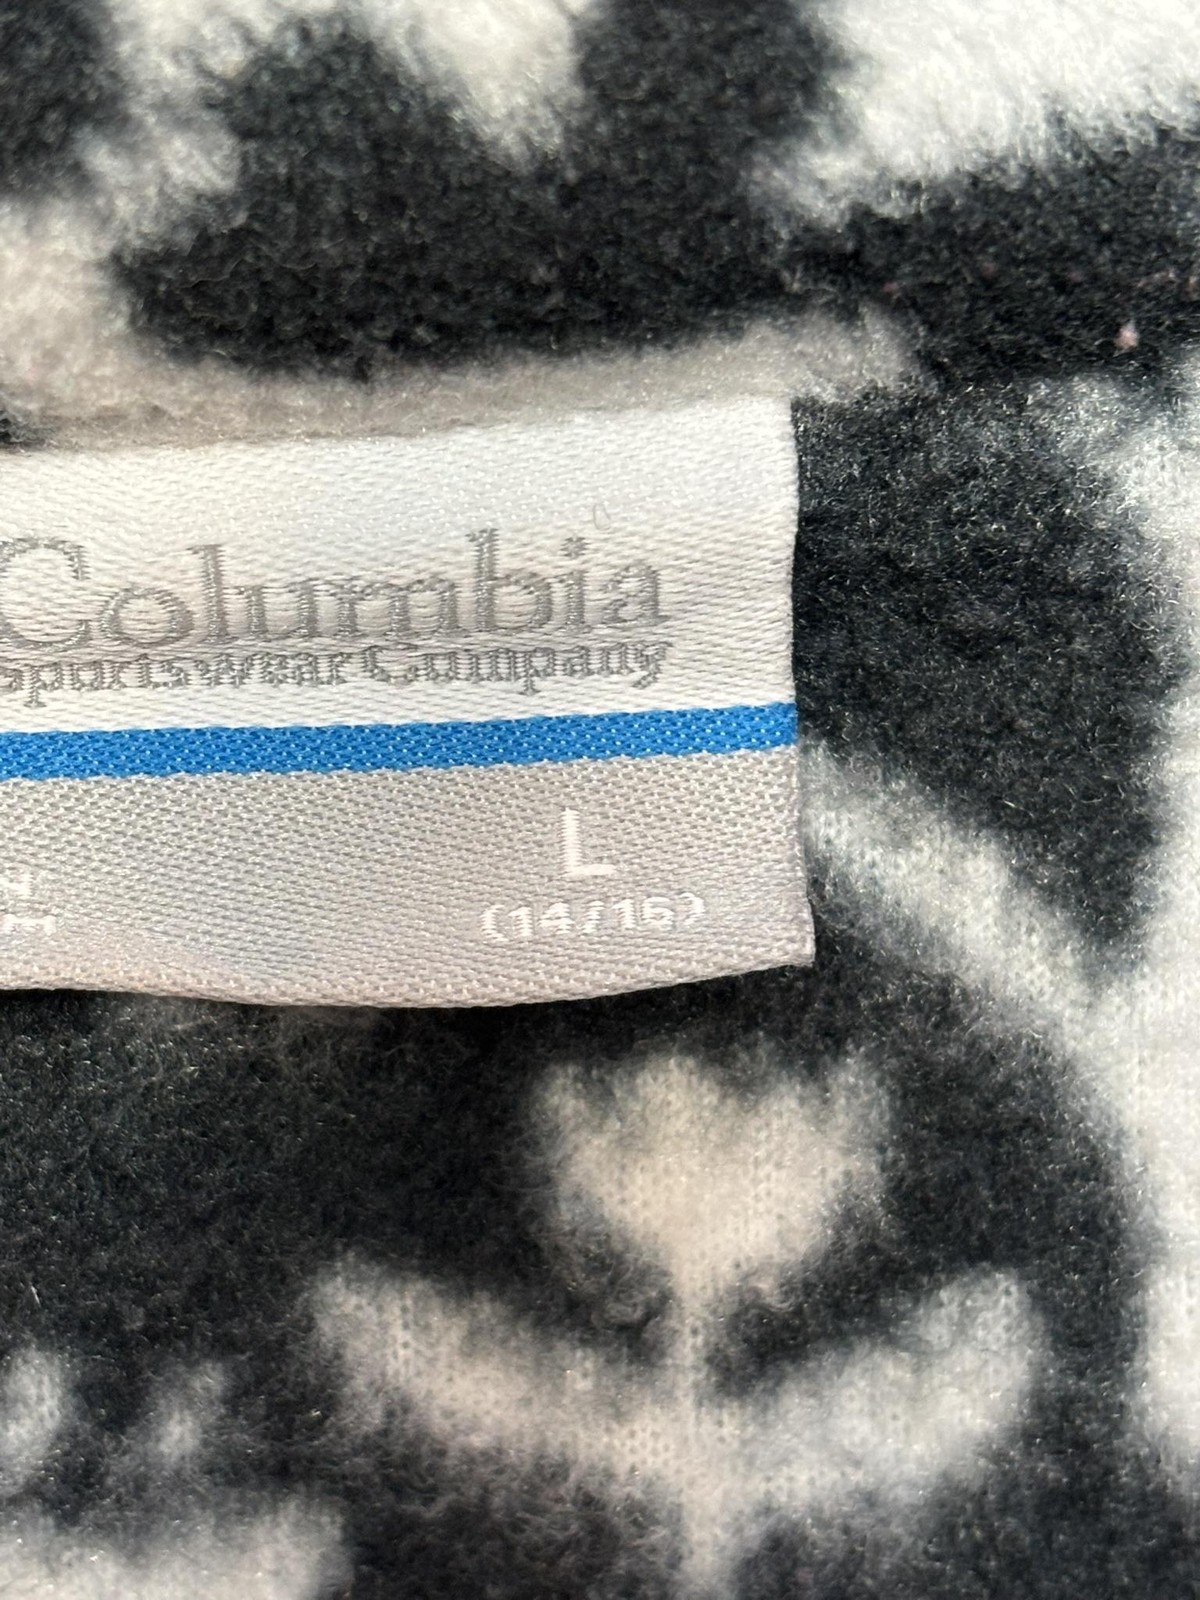 Columbia
Sportswear Company
L
(14/16)